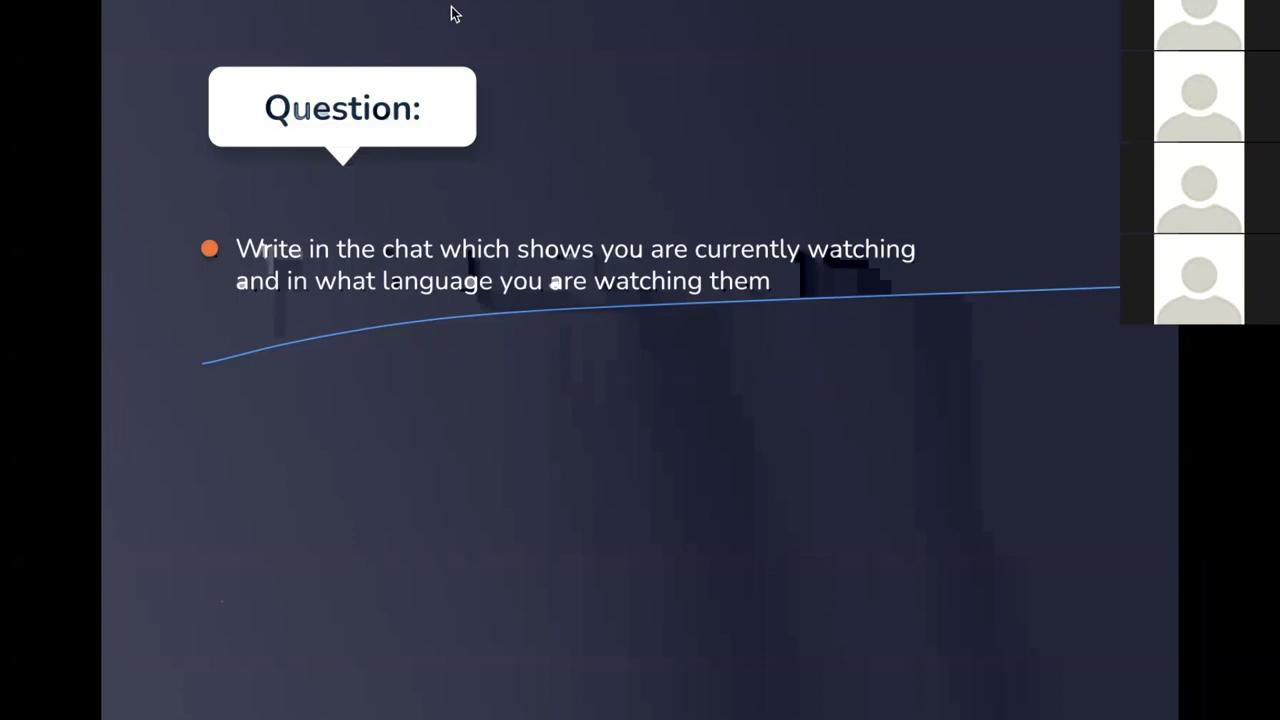 Question:
Write in the chat which shows you are currently watching
and in what language you are watching them